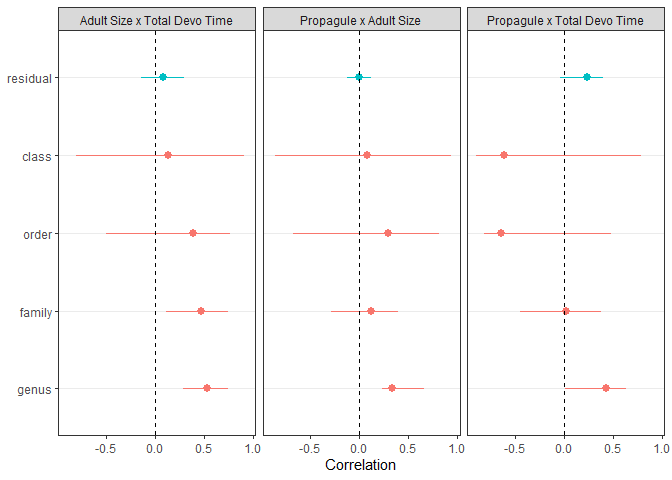 Adult Size x Total Devo Time
Propagule x Adult Size
Propagule x Total Devo Time
residual
class
order
family
genus
-0.5 0.0 0.5 1.0
-0.5 0.0 0.5 1.0
-0.5 0.0 0.5 1.0
Correlation